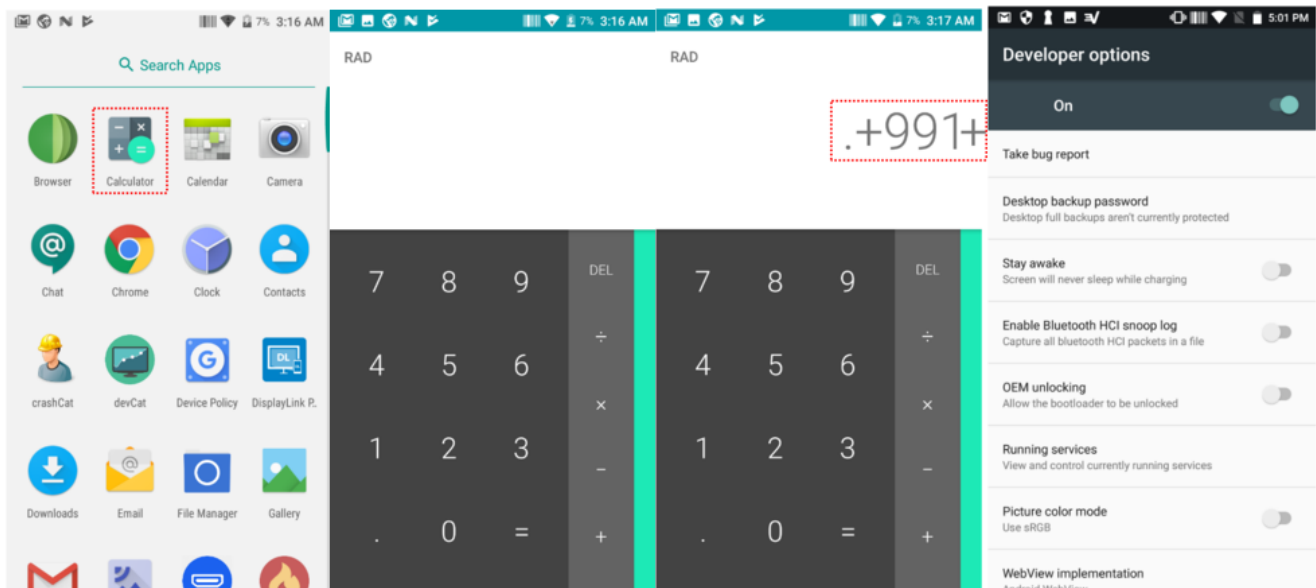 7% 3:16 AM
Search Apps
Browser Calculator Calendar Camera
Chat Chrome Clock Contacts
crashCat devCat Device Policy DisplayLink P..
Downloads Email File Manager Gallery
7% 3:16 AM
RAD
7 8 9 DEL
÷
4 5 6
×
1 2 3
−
. 0 = +
7% 3:17 AM
RAD
.+991+
7 8 9 DEL
÷
4 5 6
×
1 2 3
−
. 0 = +
5:01 PM
Developer options
On
Take bug report
Desktop backup password
Desktop full backups aren't currently protected
Stay awake
Screen will never sleep while charging
Enable Bluetooth HCI snoop log
Capture all bluetooth HCI packets in a file
OEM unlocking
Allow the bootloader to be unlocked
Running services
View and control currently running services
Picture color mode
Use sRGB
WebView implementation
Android WebView